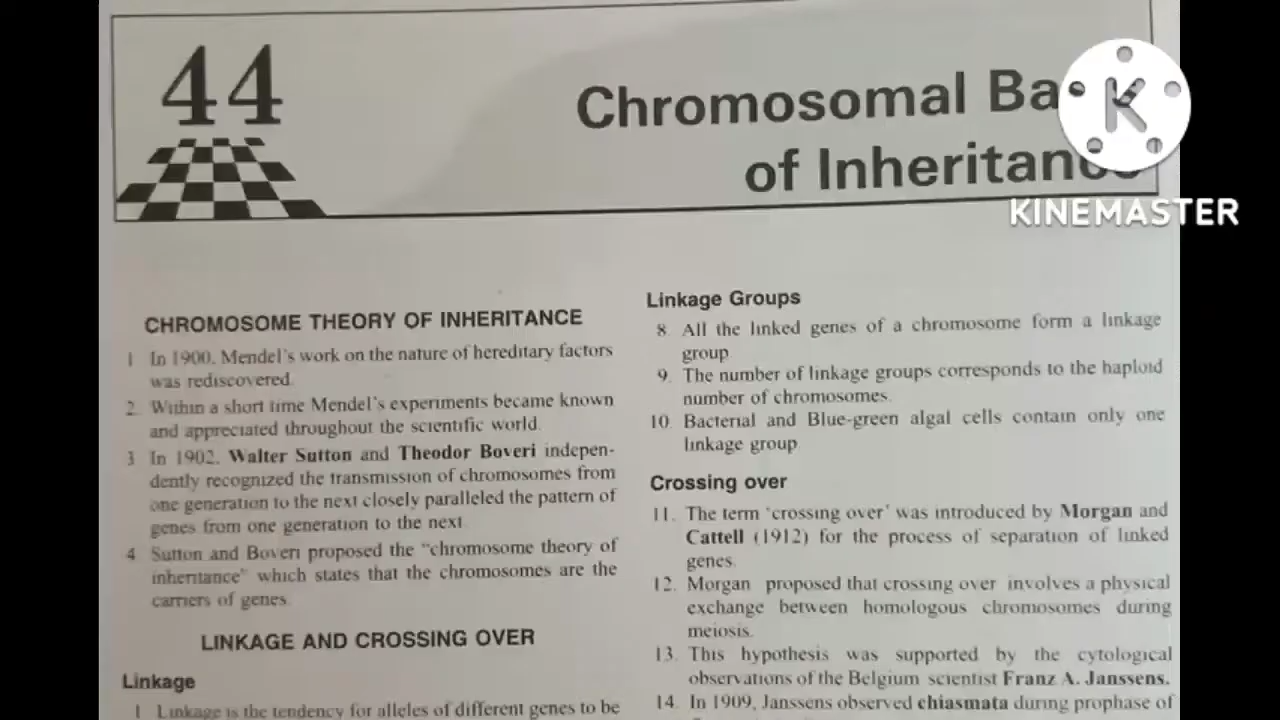 44
Chromosomal Ba
of Inheritance
K
KINEMASTER
CHROMOSOME THEORY OF INHERITANCE
1 In 1900, Mendel's work on the nature of hereditary factors
was rediscovered.
2. Within a short time Mendel's experiments became known
and appreciated throughout the scientific world.
3 In 1902, Walter Sutton and Theodor Boveri indepen-
dently recognized the transmission of chromosomes from
one generation to the next closely paralleled the pattern of
genes from one generation to the next
4 Sutton and Boveri proposed the "chromosome theory of
inheritance" which states that the chromosomes are the
carriers of genes.
LINKAGE AND CROSSING OVER
Linkage
1 Linkage is the tendency for alleles of different genes to be
Linkage Groups
8. All the linked genes of a chromosome form a linkage
group
9. The number of linkage groups corresponds to the haploid
number of chromosomes.
10. Bacterial and Blue-green algal cells contain only one
linkage group
Crossing over
11. The term 'crossing over' was introduced by Morgan and
Cattell (1912) for the process of separation of linked
genes.
12. Morgan proposed that crossing over involves a physical
exchange between homologous chromosomes during
meiosis.
13. This hypothesis was supported by the cytological
observations of the Belgium scientist Franz A. Janssens.
14. In 1909, Janssens observed chiasmata during prophase of